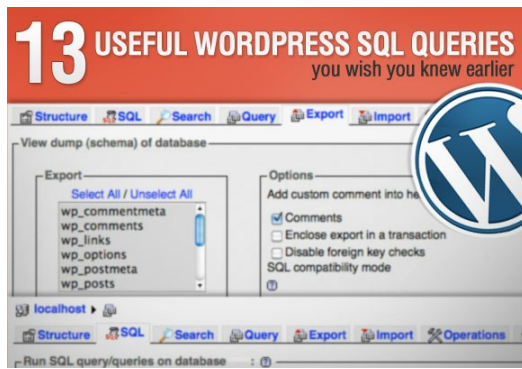 13 USEFUL WORDPRESS SQL QUERIES
you wish you knew earlier
Structure SQL Search Query Export Import
View dump (schema) of database
Export
Select All / Unselect All
wp_commentmeta
wp_comments
wp_links
wp_options
wp_postmeta
wp_posts
Options
Add custom comment into he
Comments
Enclose export in a transaction
Disable foreign key checks
SQL compatibility mode
localhost
Structure SQL Search Query Export Import Operations
Run SQL query/queries on database :